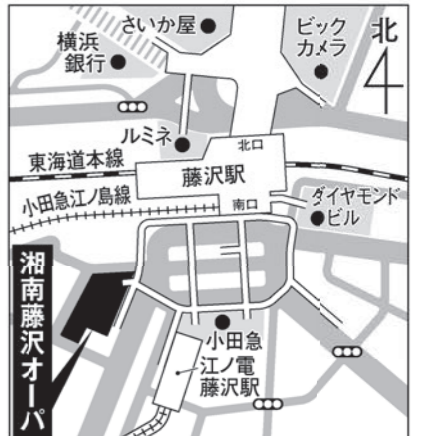 さいか屋
横浜
銀行
ビック
カメラ
北
ルミネ
北口
東海道本線
藤沢駅
小田急江ノ島線
南口
ダイヤモンド
ビル
湘南藤沢オーパ
小田急
江ノ電
藤沢駅